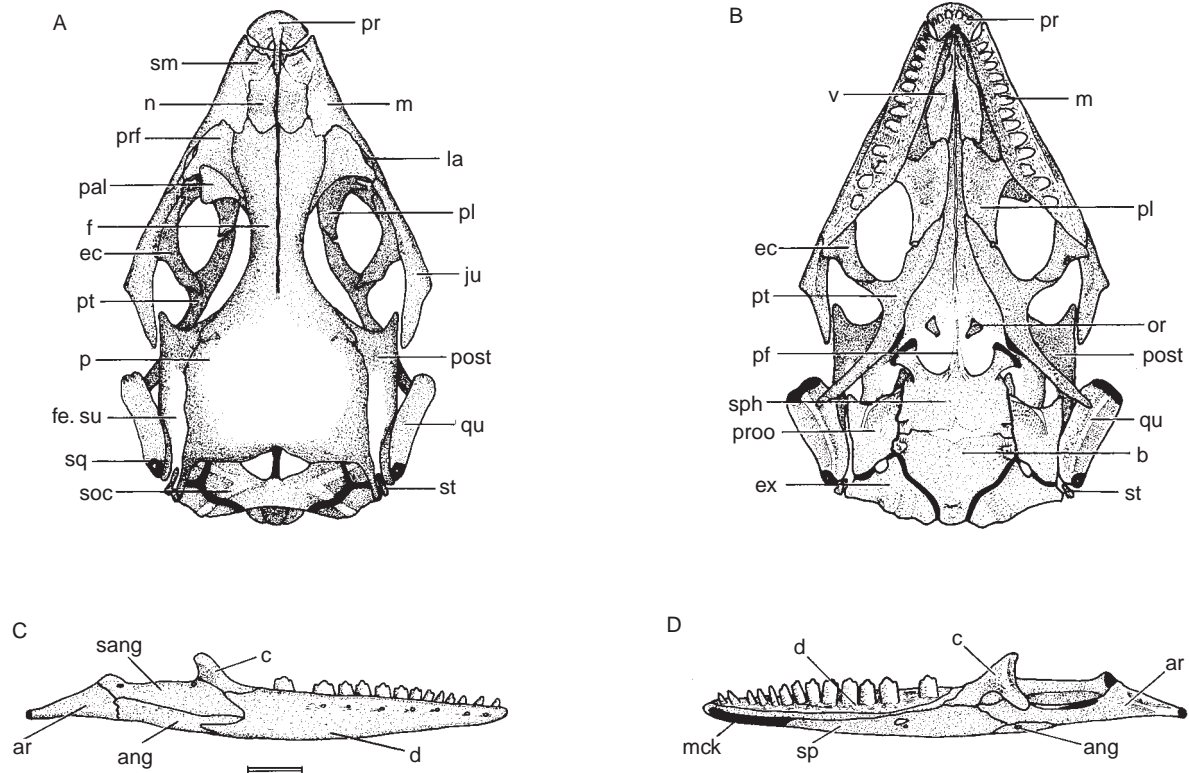 A
pr
sm
n
m
prf
la
pal
pl
f
ec
ju
pt
p
post
fe. su
qu
sq
soc
st
B
pr
v
m
pl
ec
pt
or
pf
post
sph
qu
proo
b
ex
st
C
sang
c
ar
ang
d
D
d
c
ar
mck
sp
ang